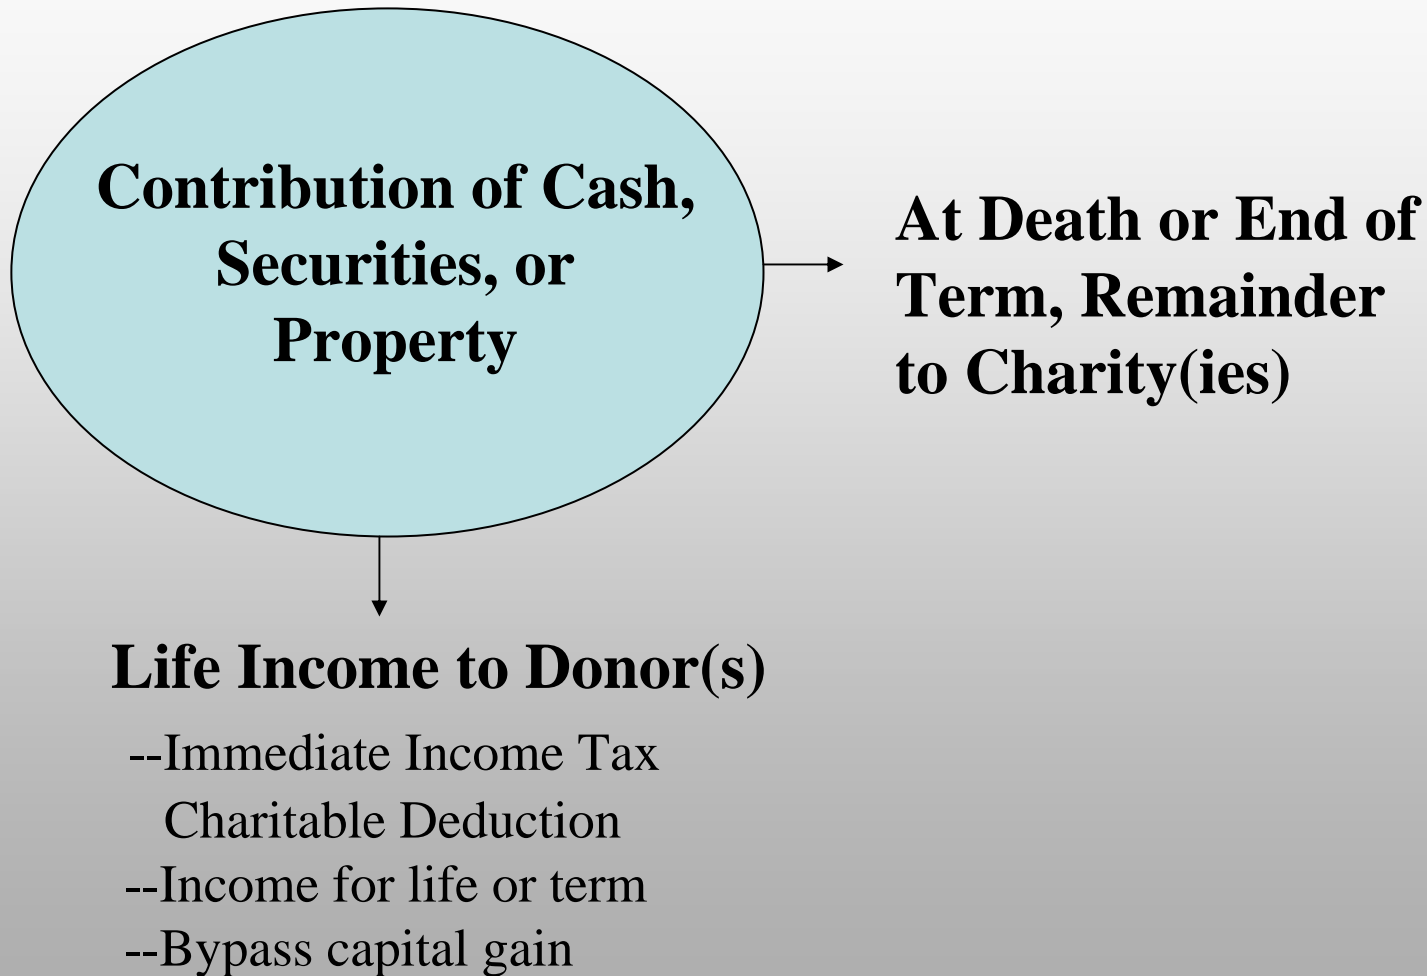 Contribution of Cash,
Securities, or
Property
At Death or End of
Term, Remainder
to Charity(ies)
Life Income to Donor(s)
--Immediate Income Tax
Charitable Deduction
--Income for life or term
--Bypass capital gain